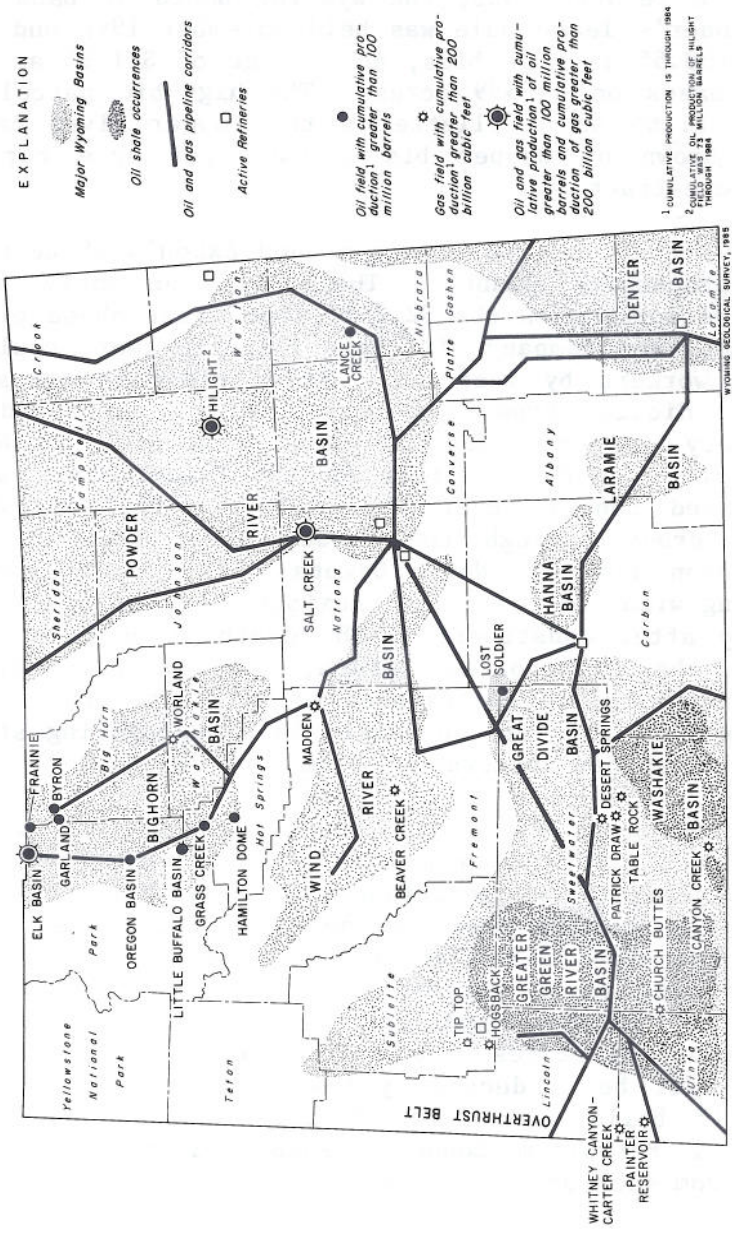 EXPLANATION
Major Wyoming Basins
Oil shale occurrences
Oil and gas pipeline corridors
Active Refineries
Oil field with cumulative pro-
duction¹ greater than 100
million barrels
Gas field with cumulative pro-
duction¹ greater than 200
billion cubic feet
Oil and gas field with cumu-
lative production¹ of oil
greater than 100 million
barrels and cumulative pro-
duction of gas greater than
200 billion cubic feet
¹ CUMULATIVE PRODUCTION IS THROUGH 1984
² CUMULATIVE OIL PRODUCTION OF HILIGHT
FIELD WAS 73 MILLION BARRELS
THROUGH 1984
Yellowstone
National
Park
Park
ELK BASIN
FRANNIE
GARLAND
BYRON
Big Horn
OREGON BASIN
BIGHORN
BASIN
WORLAND
Washakie
LITTLE BUFFALO BASIN
GRASS CREEK
HAMILTON DOME
Hot Springs
Sheridan
Campbell
Crook
POWDER
RIVER
BASIN
Johnson
HILIGHT²
Weston
Teton
SALT CREEK
Natrona
LANCE
CREEK
Niobrara
MADDEN
WIND
RIVER
BASIN
BEAVER CREEK
Fremont
Converse
Platte
Goshen
Sublette
TIP TOP
HOGSBACK
LOST
SOLDIER
GREAT
DIVIDE
BASIN
Sweetwater
HANNA
BASIN
Albany
OVERTHRUST BELT
Lincoln
GREATER
GREEN
RIVER
BASIN
DESERT SPRINGS
PATRICK DRAW
TABLE ROCK
Carbon
LARAMIE
BASIN
DENVER
BASIN
Laramie
WHITNEY CANYON-
CARTER CREEK
PAINTER
RESERVOIR
Uinta
CHURCH BUTTES
CANYON CREEK
WASHAKIE
BASIN
WYOMING GEOLOGICAL SURVEY, 1985